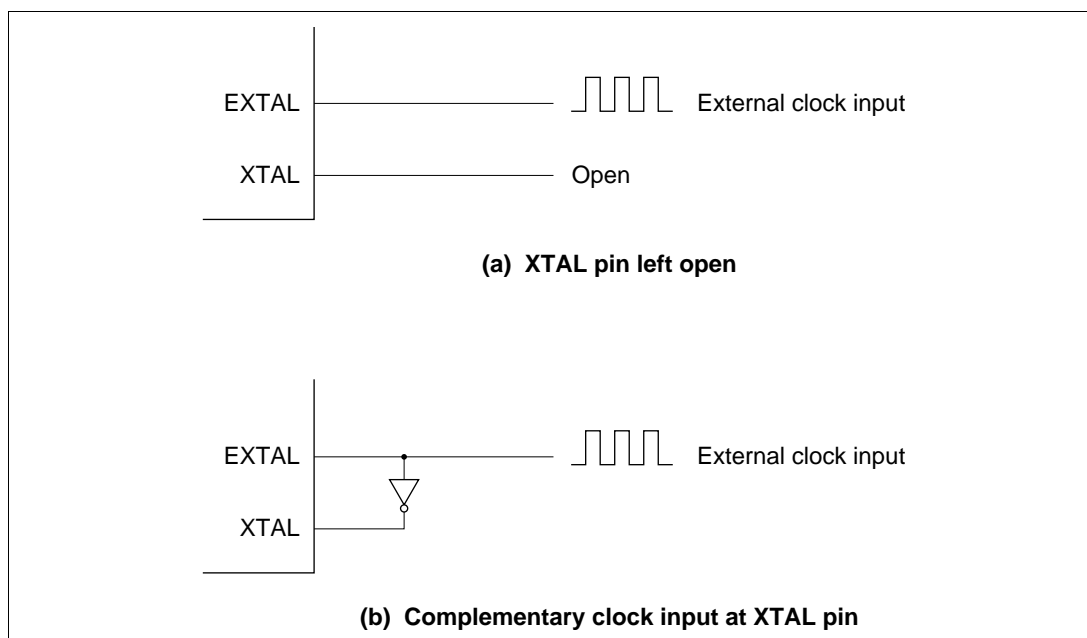 EXTAL External clock input
XTAL Open
(a) XTAL pin left open
EXTAL External clock input
XTAL
(b) Complementary clock input at XTAL pin